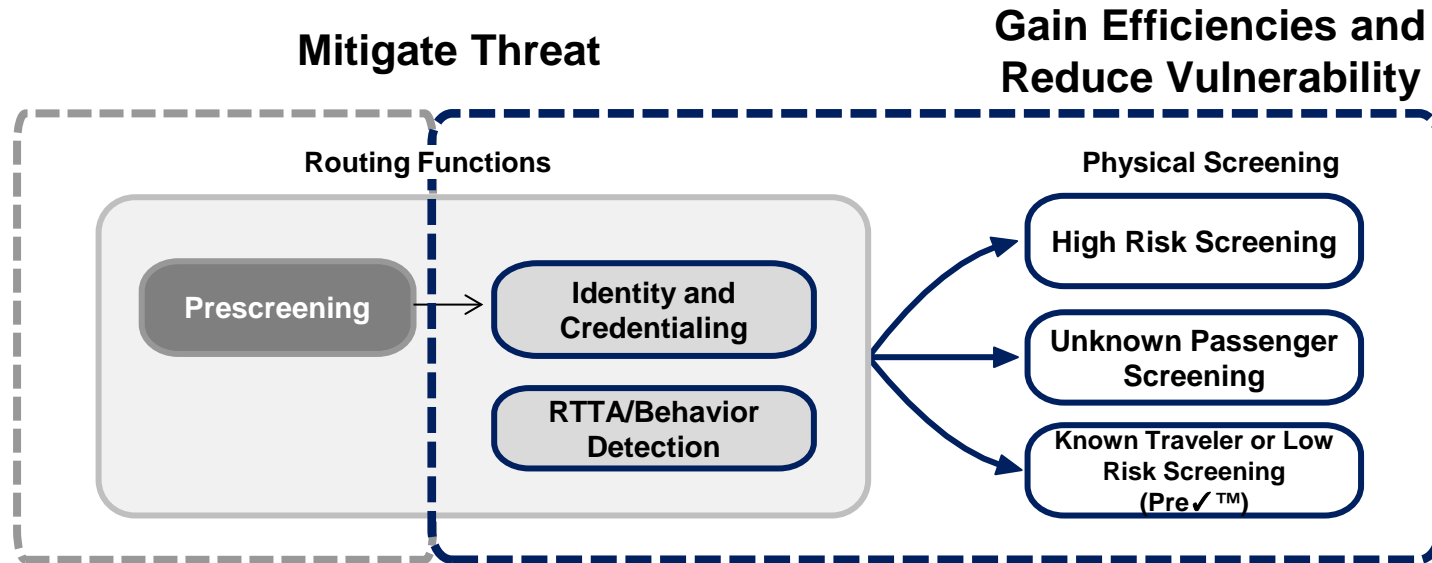 Mitigate Threat
Gain Efficiencies and
Reduce Vulnerability
Routing Functions
Physical Screening
Prescreening
Identity and
Credentialing
RTTA/Behavior
Detection
High Risk Screening
Unknown Passenger
Screening
Known Traveler or Low
Risk Screening
(Pre✓™)